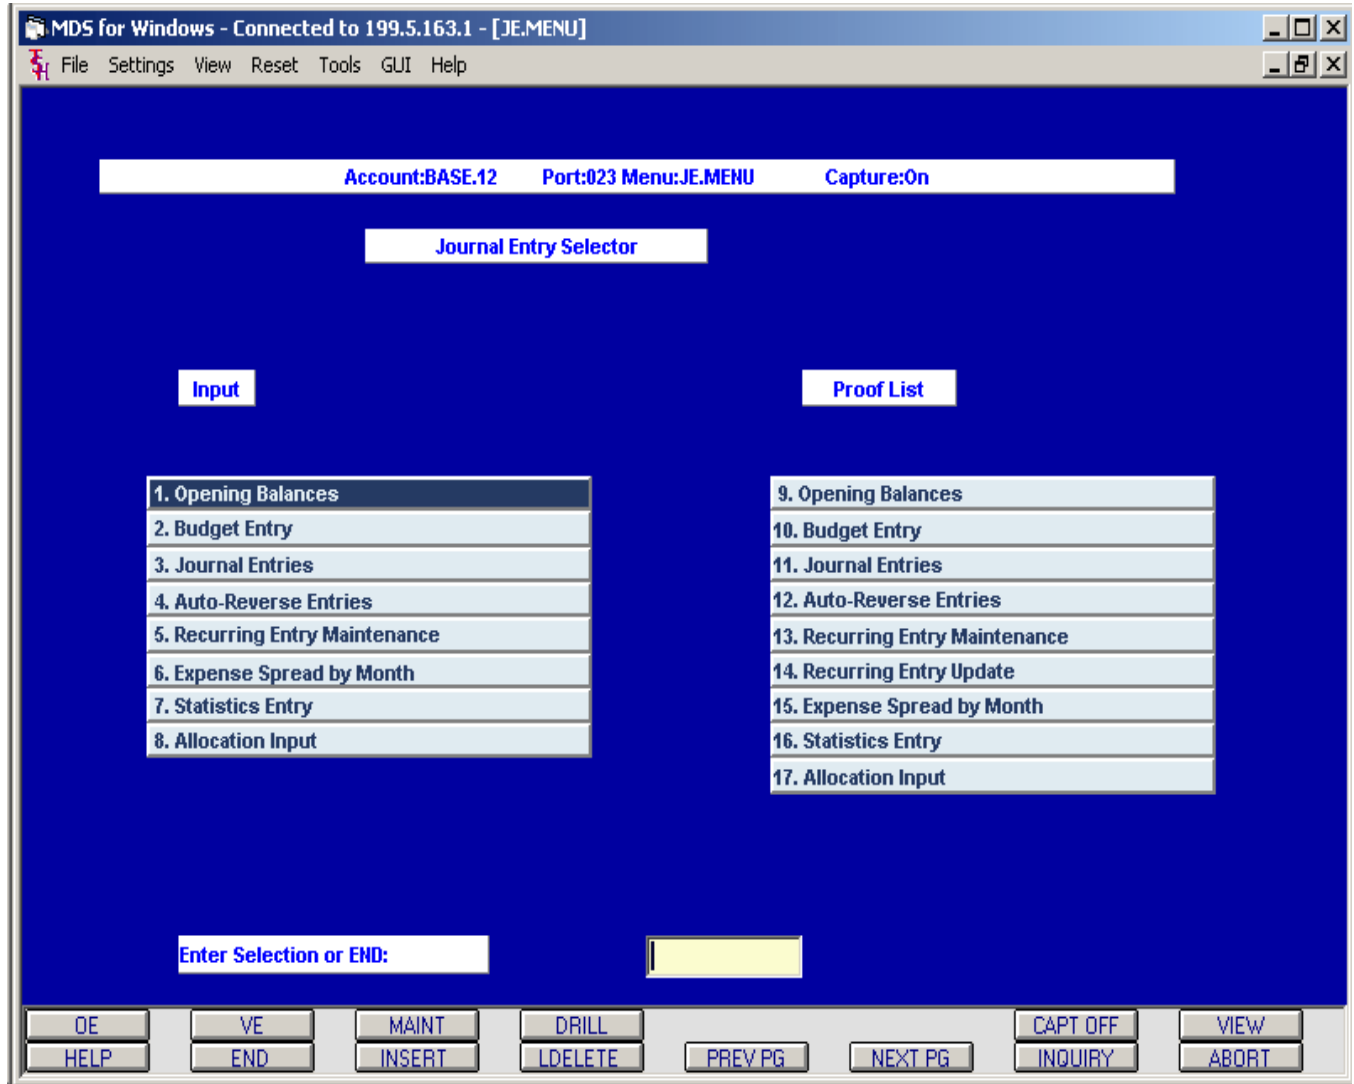 MDS for Windows - Connected to 199.5.163.1 - [JE.MENU]
File Settings View Reset Tools GUI Help
Account:BASE.12 Port:023 Menu:JE.MENU Capture:On
Journal Entry Selector
Input
1. Opening Balances
2. Budget Entry
3. Journal Entries
4. Auto-Reverse Entries
5. Recurring Entry Maintenance
6. Expense Spread by Month
7. Statistics Entry
8. Allocation Input
Proof List
9. Opening Balances
10. Budget Entry
11. Journal Entries
12. Auto-Reverse Entries
13. Recurring Entry Maintenance
14. Recurring Entry Update
15. Expense Spread by Month
16. Statistics Entry
17. Allocation Input
Enter Selection or END:
OE VE MAINT DRILL CAPT OFF VIEW
HELP END INSERT LDELETE PREV PG NEXT PG INQUIRY ABORT